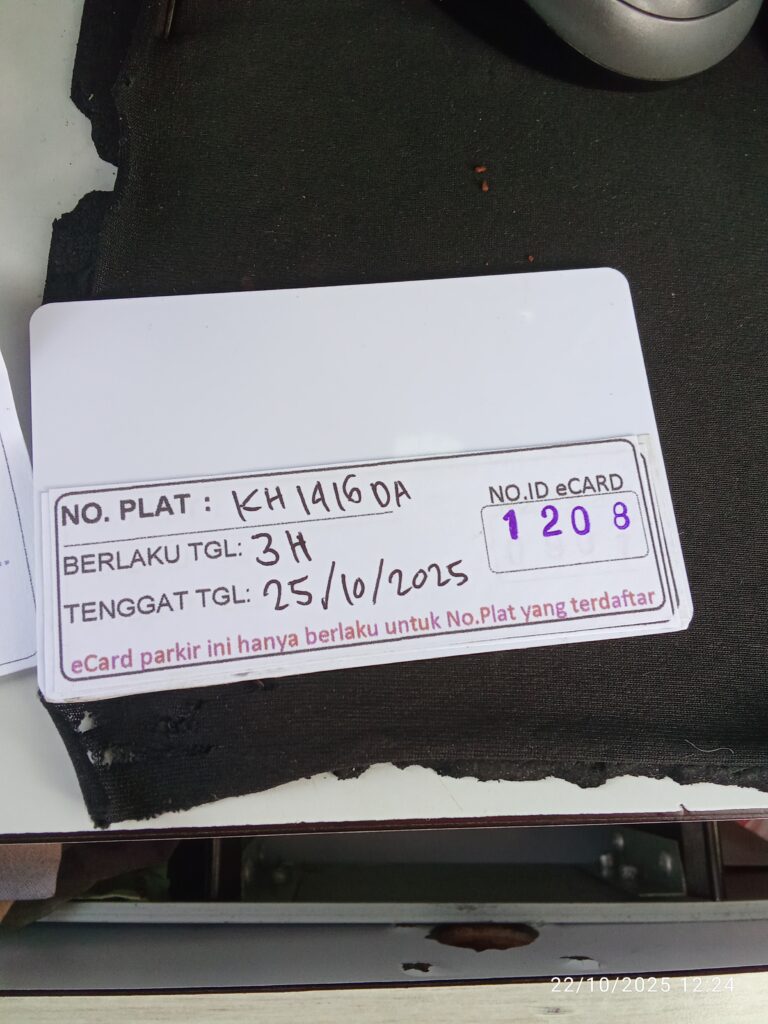 NO. PLAT : KH 1416 DA
NO.ID eCARD
1208
BERLAKU TGL: 3H
TENGGAT TGL: 25/10/2025
eCard parkir ini hanya berlaku untuk No.Plat yang terdaftar
22/10/2025 12:24